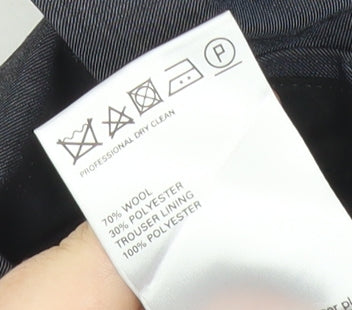 P
PROFESSIONAL DRY CLEAN
70% WOOL
30% POLYESTER
TROUSER LINING
100% POLYESTER